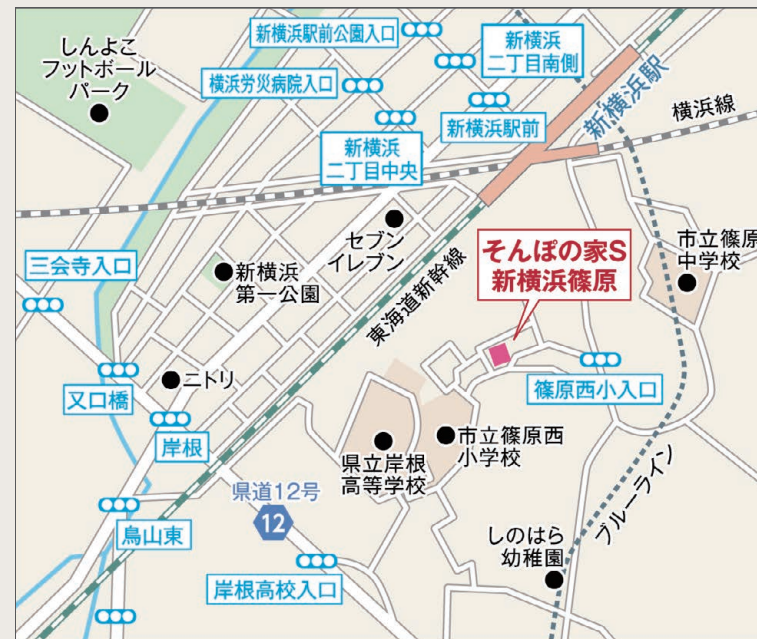 しんよこ
フットボール
パーク
新横浜駅前公園入口
新横浜
二丁目南側
横浜労災病院入口
新横浜駅前
新横浜
二丁目中央
新横浜駅
横浜線
三会寺入口
新横浜
第一公園
セブン
イレブン
東海道新幹線
そんぽの家S
新横浜篠原
市立篠原
中学校
又口橋
ニトリ
岸根
篠原西小入口
県立岸根
高等学校
市立篠原西
小学校
県道12号
12
鳥山東
岸根高校入口
しのはら
幼稚園
ブルーライン